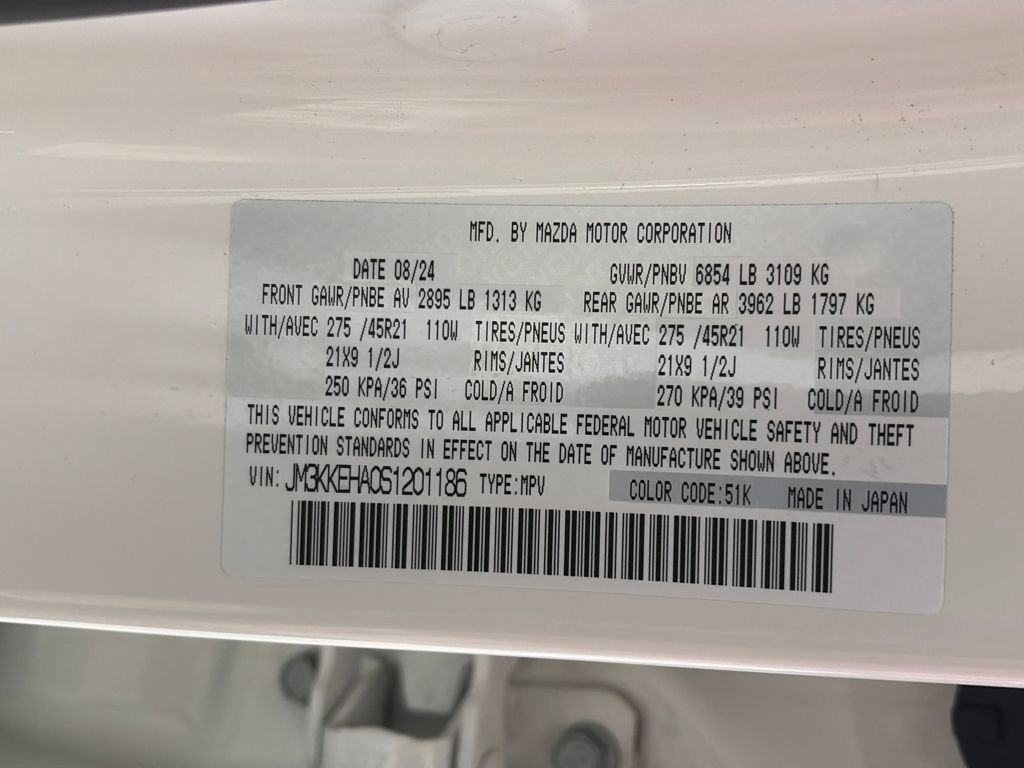 MFD. BY MAZDA MOTOR CORPORATION
DATE 08/24 GVWR/PNBV 6854 LB 3109 KG
FRONT GAWR/PNBE AV 2895 LB 1313 KG REAR GAWR/PNBE AR 3962 LB 1797 KG
WITH/AVEC 275 /45R21 110W TIRES/PNEUS WITH/AVEC 275 /45R21 110W TIRES/PNEUS
21X9 1/2J RIMS/JANTES 21X9 1/2J RIMS/JANTES
250 KPA/36 PSI COLD/A FROID 270 KPA/39 PSI COLD/A FROID
THIS VEHICLE CONFORMS TO ALL APPLICABLE FEDERAL MOTOR VEHICLE SAFETY AND THEFT
PREVENTION STANDARDS IN EFFECT ON THE DATE OF MANUFACTURE SHOWN ABOVE.
VIN: JM3KKEHA0S1201186 TYPE:MPV COLOR CODE:51K MADE IN JAPAN